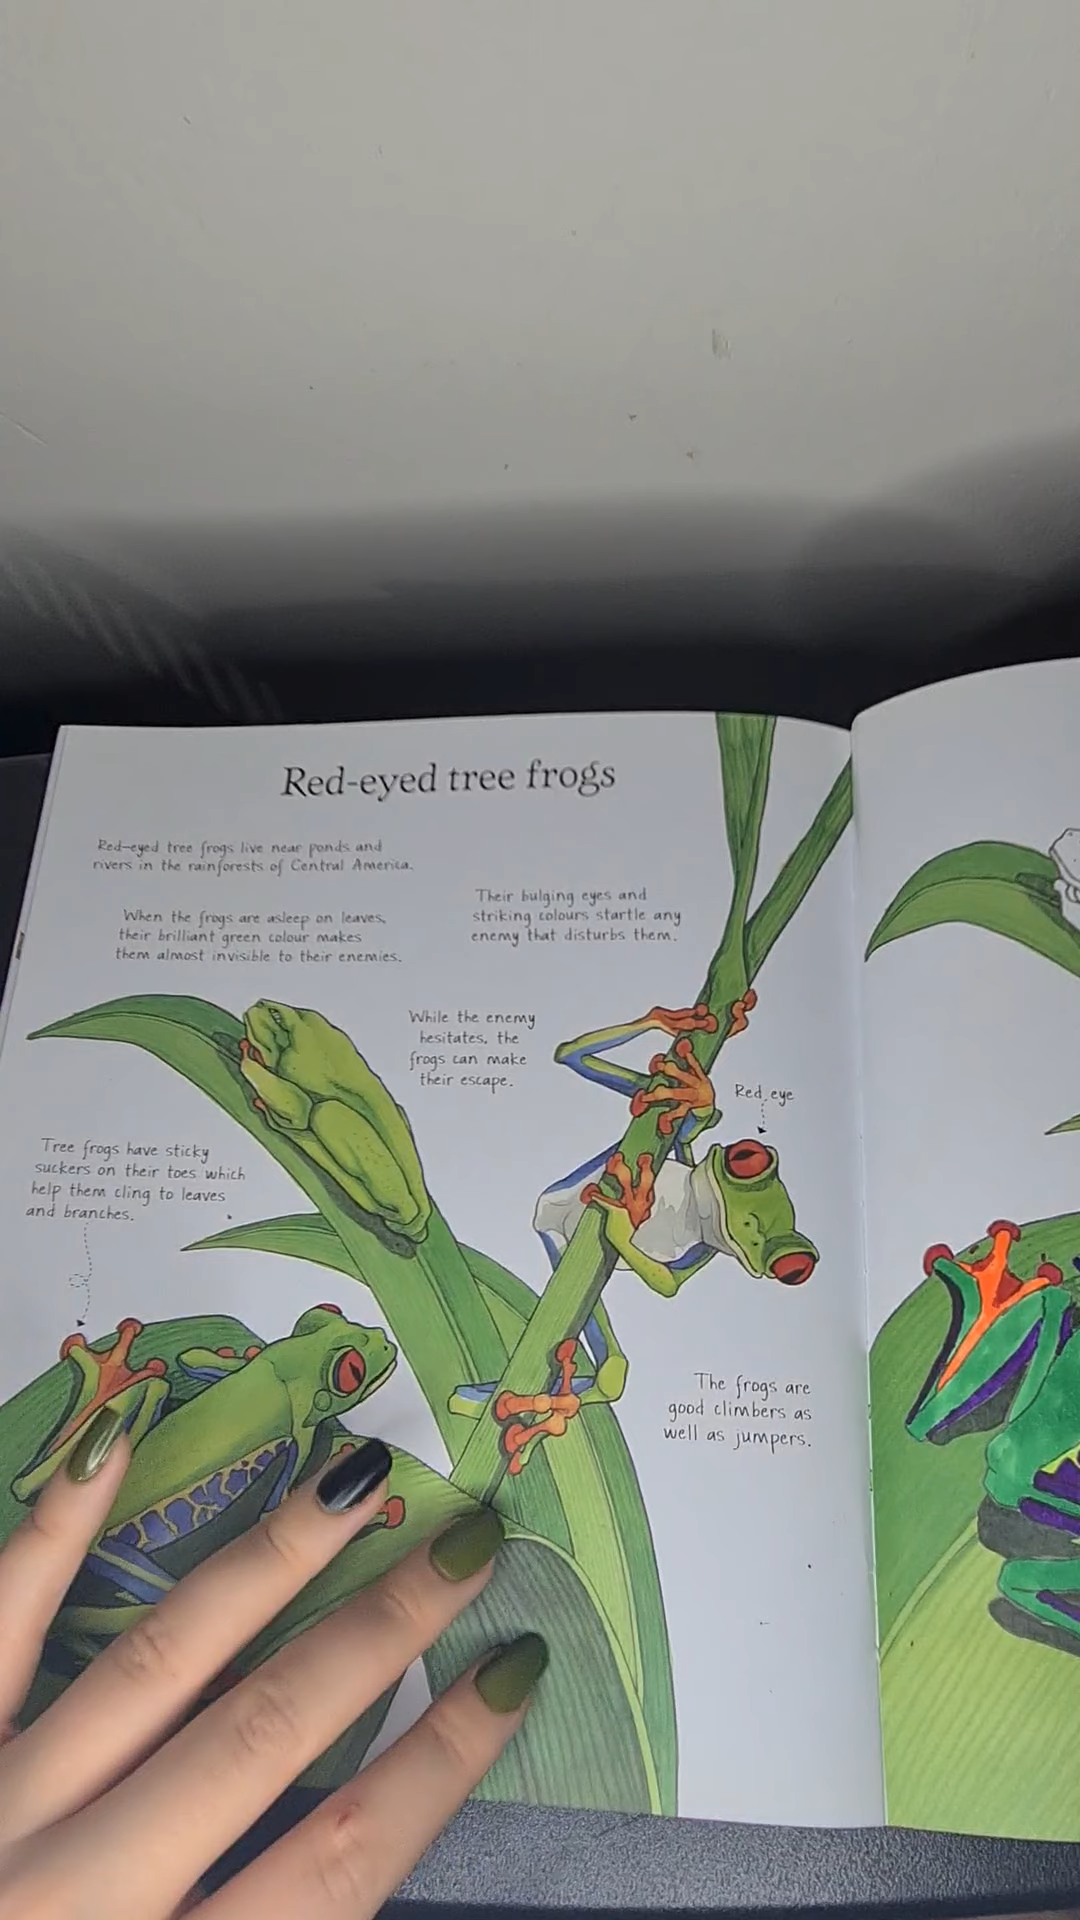 Red-eyed tree frogs
Red-eyed tree frogs live near ponds and
rivers in the rainforests of Central America.
When the frogs are asleep on leaves,
their brilliant green colour makes
them almost invisible to their enemies.
Their bulging eyes and
striking colours startle any
enemy that disturbs them.
While the enemy
hesitates, the
frogs can make
their escape.
Red eye
Tree frogs have sticky
suckers on their toes which
help them cling to leaves
and branches.
The frogs are
good climbers as
well as jumpers.